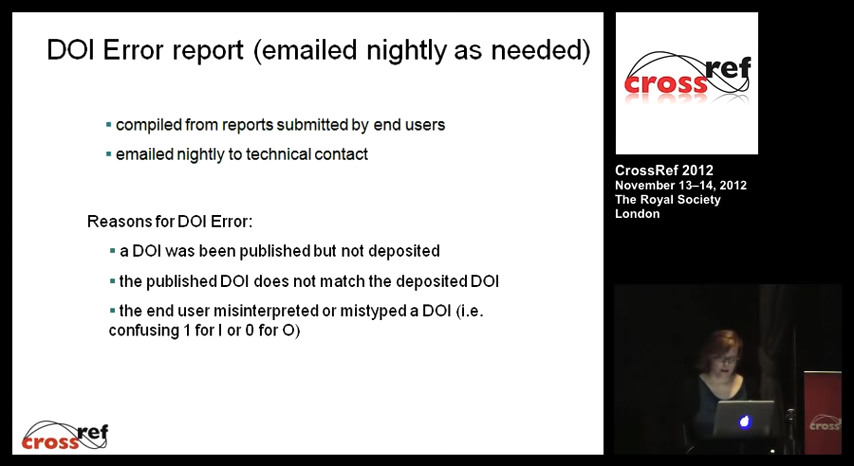 DOI Error report (emailed nightly as needed)
▪ compiled from reports submitted by end users
▪ emailed nightly to technical contact
Reasons for DOI Error:
▪ a DOI was been published but not deposited
▪ the published DOI does not match the deposited DOI
▪ the end user misinterpreted or mistyped a DOI (i.e.
confusing 1 for I or 0 for O)
crossref
crossref
CrossRef 2012
November 13–14, 2012
The Royal Society
London
crossref